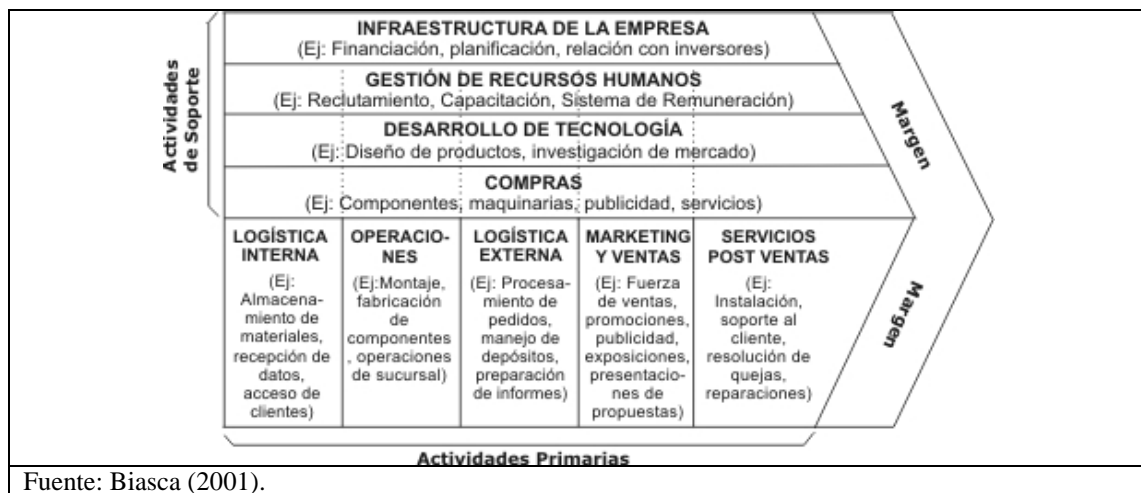 INFRAESTRUCTURA DE LA EMPRESA
(Ej: Financiación, planificación, relación con inversores)
GESTIÓN DE RECURSOS HUMANOS
(Ej: Reclutamiento, Capacitación, Sistema de Remuneración)
DESARROLLO DE TECNOLOGÍA
(Ej: Diseño de productos, investigación de mercado)
COMPRAS
(Ej: Componentes, maquinarias, publicidad, servicios)
Actividades
de Soporte
Margen
Margen
LOGÍSTICA
INTERNA
(Ej:
Almacena-
miento de
materiales,
recepción de
datos,
acceso de
clientes)
OPERACIO-
NES
(Ej:Montaje,
fabricación
de
componentes
, operaciones
de sucursal)
LOGÍSTICA
EXTERNA
(Ej: Procesa-
miento de
pedidos,
manejo de
depósitos,
preparación
de informes)
MARKETING
Y VENTAS
(Ej: Fuerza
de ventas,
promociones,
publicidad,
exposiciones,
presentacio-
nes de
propuestas)
SERVICIOS
POST VENTAS
(Ej:
Instalación,
soporte al
cliente,
resolución de
quejas,
reparaciones)
Actividades Primarias
Fuente: Biasca (2001).